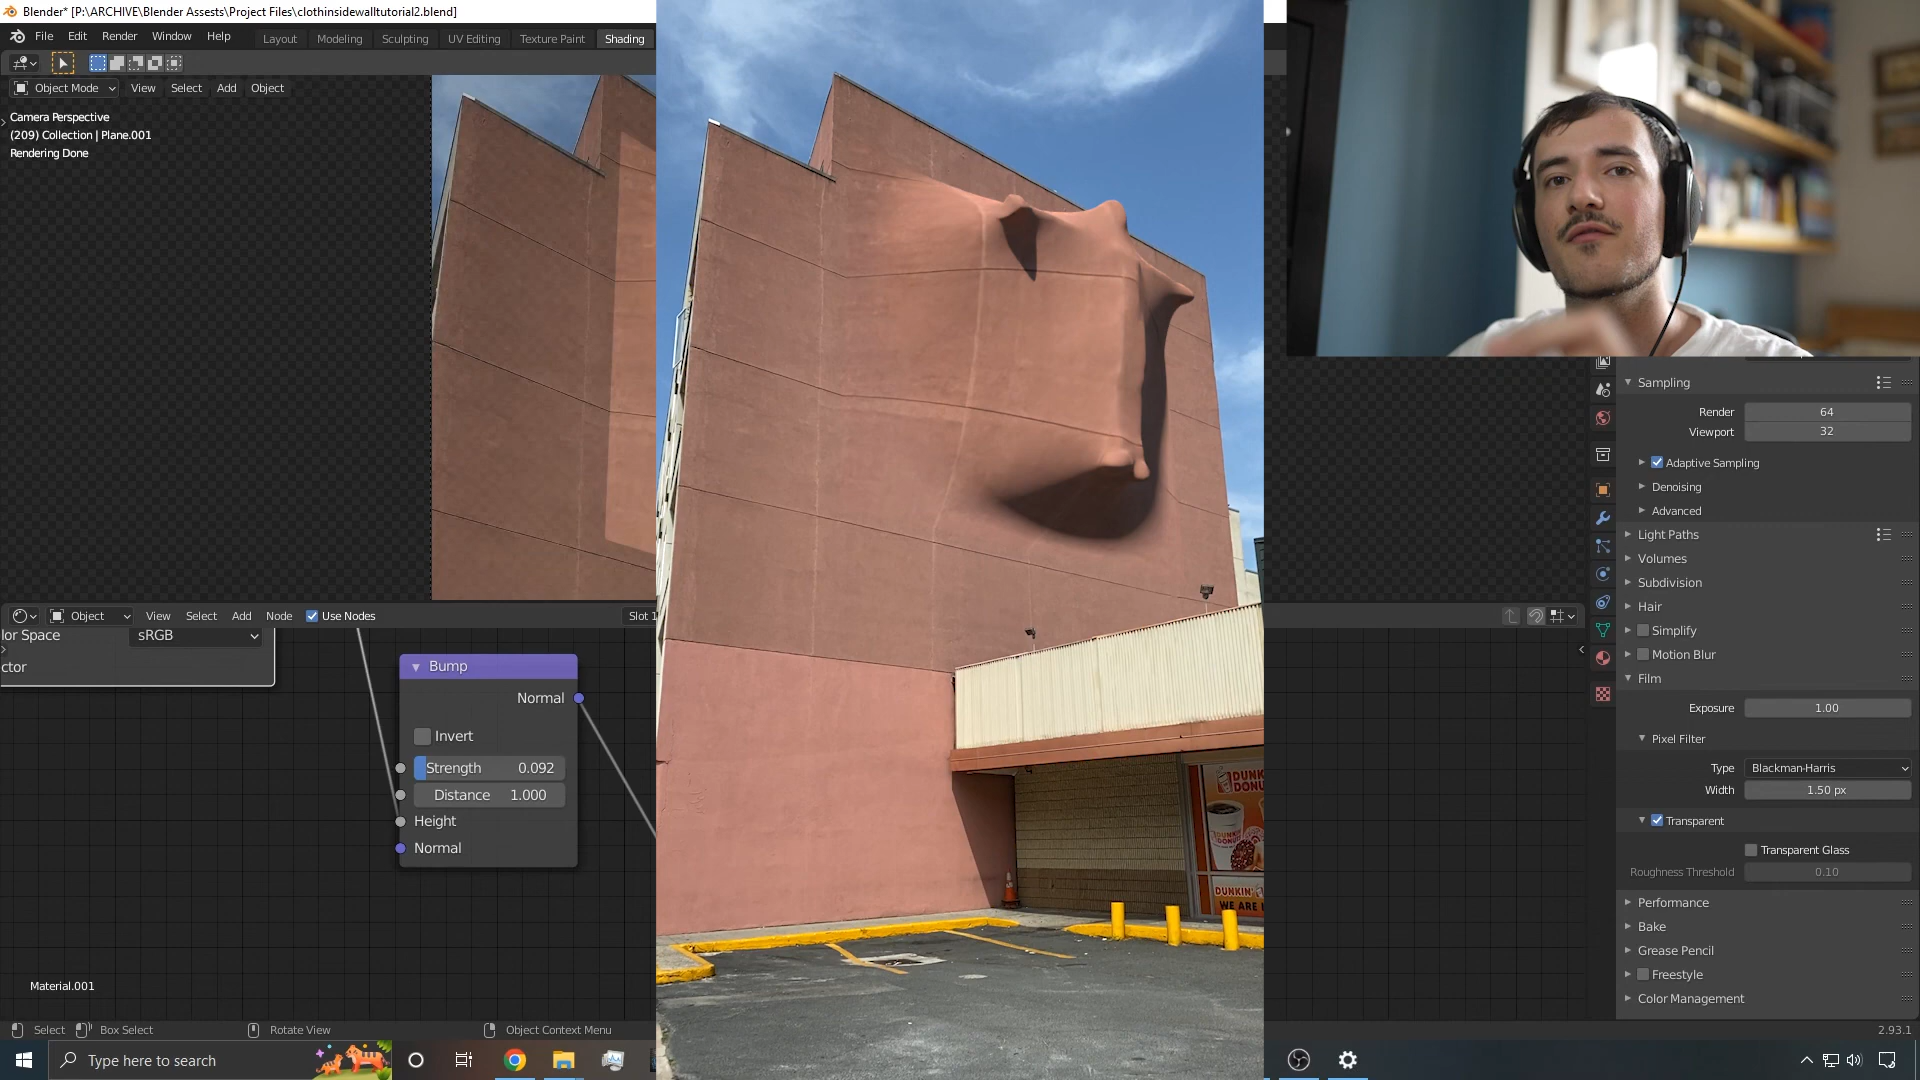 Blender* [P:\ARCHIVE\Blender Assests\Project Files\clothinsidewalltutorial2.blend]
File Edit Render Window Help Layout Modeling Sculpting UV Editing Texture Paint Shading
Object Mode View Select Add Object
Camera Perspective
(209) Collection | Plane.001
Rendering Done
Sampling
Render 64
Viewport 32
Adaptive Sampling
Denoising
Advanced
Light Paths
Volumes
Subdivision
Hair
Simplify
Motion Blur
Film
Exposure 1.00
Pixel Filter
Type Blackman-Harris
Width 1.50 px
Transparent
Transparent Glass
Roughness Threshold 0.10
Performance
Bake
Grease Pencil
Freestyle
Color Management
Object View Select Add Node Use Nodes Slot 1
lor Space sRGB
ctor
Bump
Normal
Invert
Strength 0.092
Distance 1.000
Height
Normal
Material.001
DUNK
DONU
DUNKIN'
WE ARE
Select Box Select Rotate View Object Context Menu
2.93.1
Type here to search